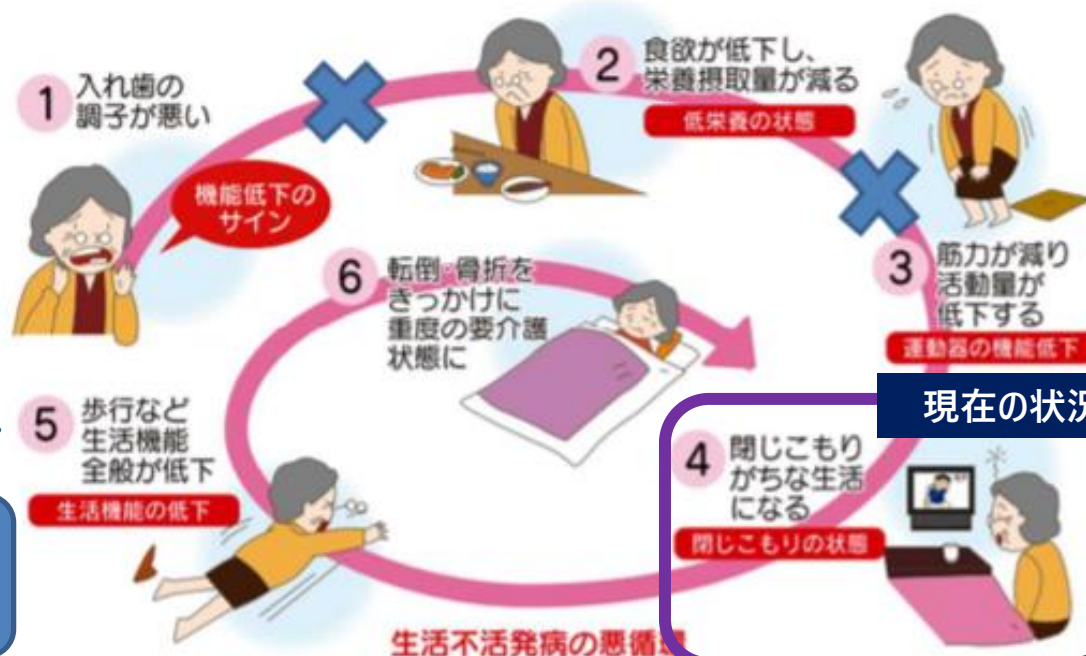 1 入れ歯の
調子が悪い
機能低下の
サイン
2 食欲が低下し、
栄養摂取量が減る
低栄養の状態
3 筋力が減り
活動量が
低下する
運動器の機能低下
現在の状況
4 閉じこもり
がちな生活
になる
閉じこもりの状態
5 歩行など
生活機能
全般が低下
生活機能の低下
6 転倒・骨折を
きっかけに
重度の要介護
状態に
生活不活発病の悪循環